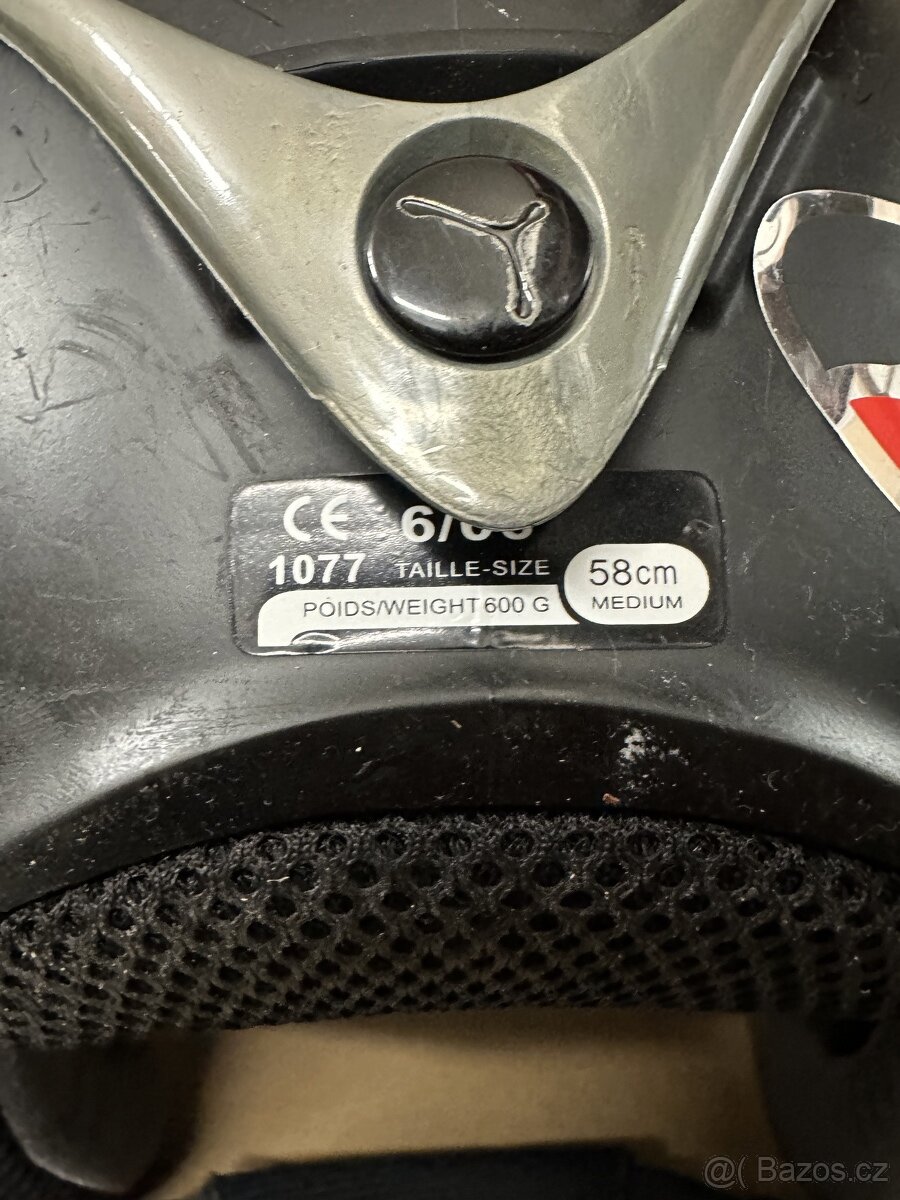 CE
1077 TAILLE-SIZE 58cm
POIDS/WEIGHT 600 G MEDIUM
@( Bazos.cz